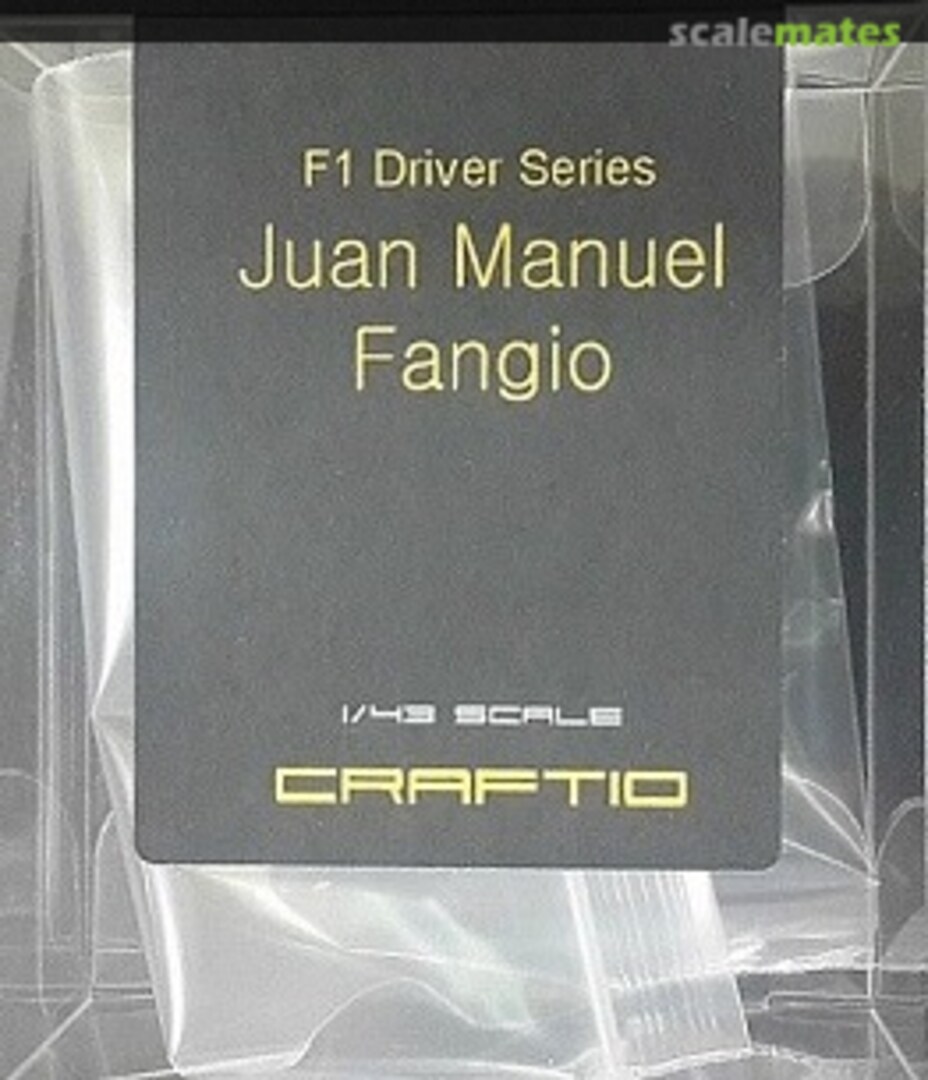 scalemates
F1 Driver Series
Juan Manuel
Fangio
1/43 SCALE
CRAFTIO